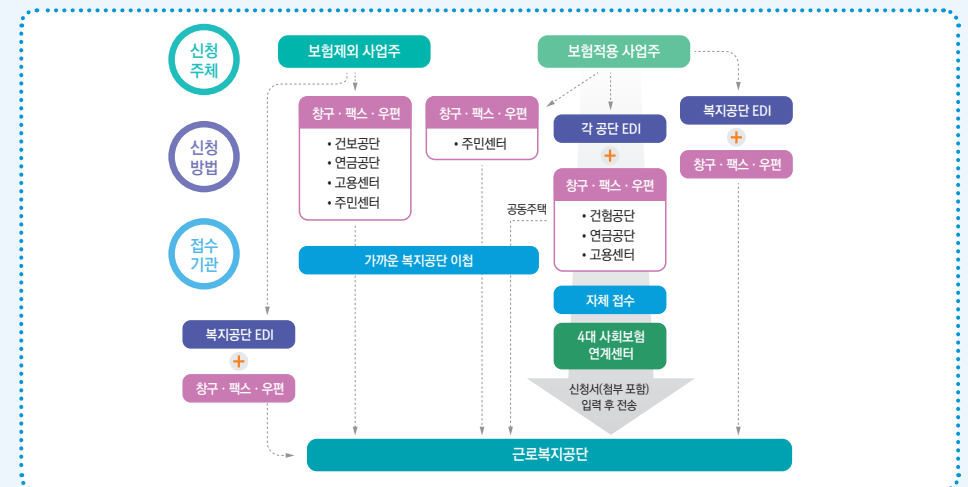 신청
주체
보험제외 사업주
보험적용 사업주
창구 · 팩스 · 우편
• 건보공단
• 연금공단
• 고용센터
• 주민센터
창구 · 팩스 · 우편
• 주민센터
각 공단 EDI
+
창구 · 팩스 · 우편
• 건험공단
• 연금공단
• 고용센터
복지공단 EDI
+
창구 · 팩스 · 우편
신청
방법
공동주택
접수
기관
가까운 복지공단 이첩
자체 접수
4대 사회보험
연계센터
신청서(첨부 포함)
입력 후 전송
복지공단 EDI
+
창구 · 팩스 · 우편
근로복지공단